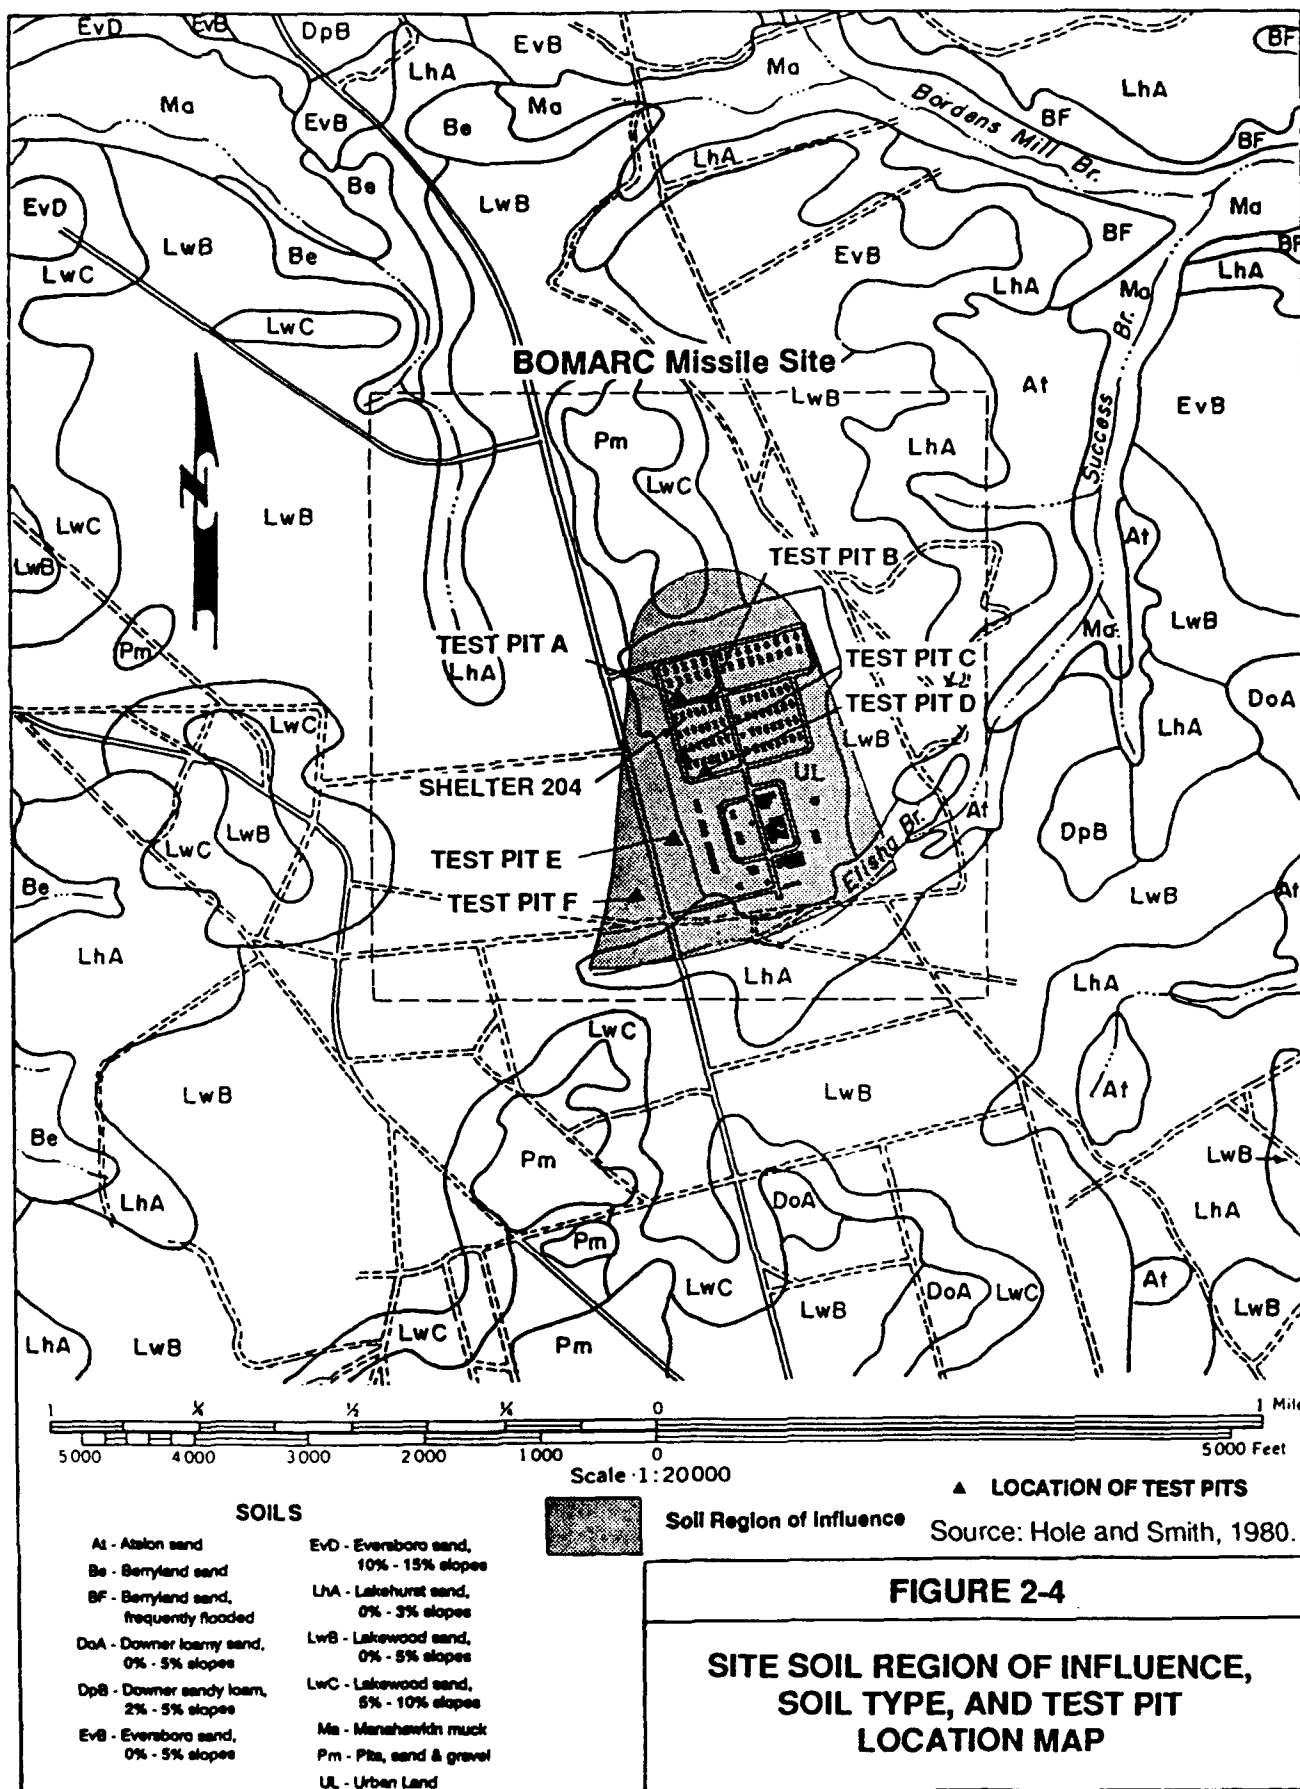 EvD EvB DpB EvB BF
LhA Ma LhA
Ma EvB Be Ma Bordens Mill Br. BF BF
Be LhA
EvD LwB Ma
LwB Be EvB BF BF
LwC LhA Ma LhA
LwC
BOMARC Missile Site
LwB At EvB
Pm LhA Success Br.
LwC
N
LwC LwB
TEST PIT B At
LwB
Pm TEST PIT A Ma LwB
LhA TEST PIT C
LwC TEST PIT D LhA DoA
LwB
SHELTER 204 UL
LwC LwB At DpB
TEST PIT E
Be Elisha Br. LwB At
TEST PIT F
LhA LhA LhA
LwC
LwB LwB At
Be Pm LwB
LhA DoA LhA
Pm At
LwC LwB DoA LwC LwB
LhA LwB LwC Pm
1 ½ 0 1 Mile
5000 4000 3000 2000 1000 0 5000 Feet
Scale 1:20000
▲ LOCATION OF TEST PITS
Soil Region of Influence
Source: Hole and Smith, 1980.
SOILS
At - Atsion sand
Be - Berryland sand
BF - Berryland sand,
frequently flooded
DoA - Downer loamy sand,
0% - 5% slopes
DpB - Downer sandy loam,
2% - 5% slopes
EvB - Evesboro sand,
0% - 5% slopes
EvD - Evesboro sand,
10% - 15% slopes
LhA - Lakehurst sand,
0% - 3% slopes
LwB - Lakewood sand,
0% - 5% slopes
LwC - Lakewood sand,
5% - 10% slopes
Ma - Manahawkin muck
Pm - Pits, sand & gravel
UL - Urban Land
FIGURE 2-4
SITE SOIL REGION OF INFLUENCE,
SOIL TYPE, AND TEST PIT
LOCATION MAP